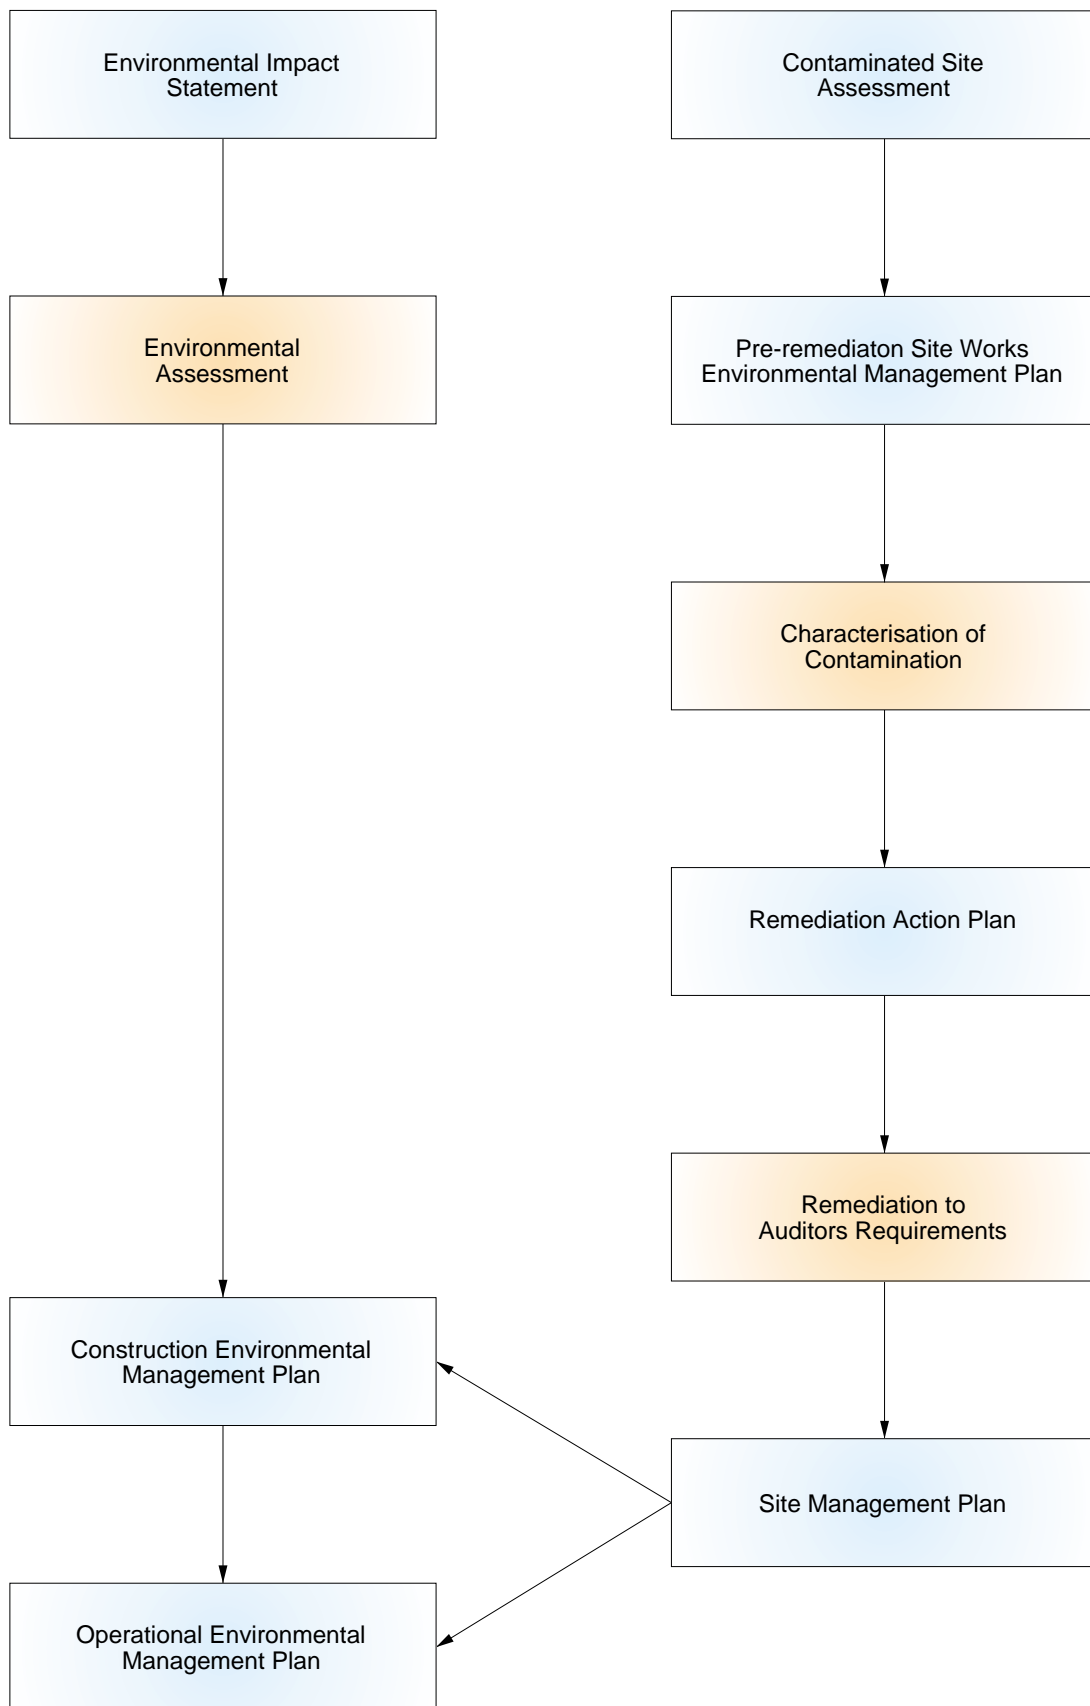 Environmental Impact
Statement
Contaminated Site
Assessment
Environmental
Assessment
Pre-remediaton Site Works
Environmental Management Plan
Characterisation of
Contamination
Remediation Action Plan
Remediation to
Auditors Requirements
Construction Environmental
Management Plan
Site Management Plan
Operational Environmental
Management Plan